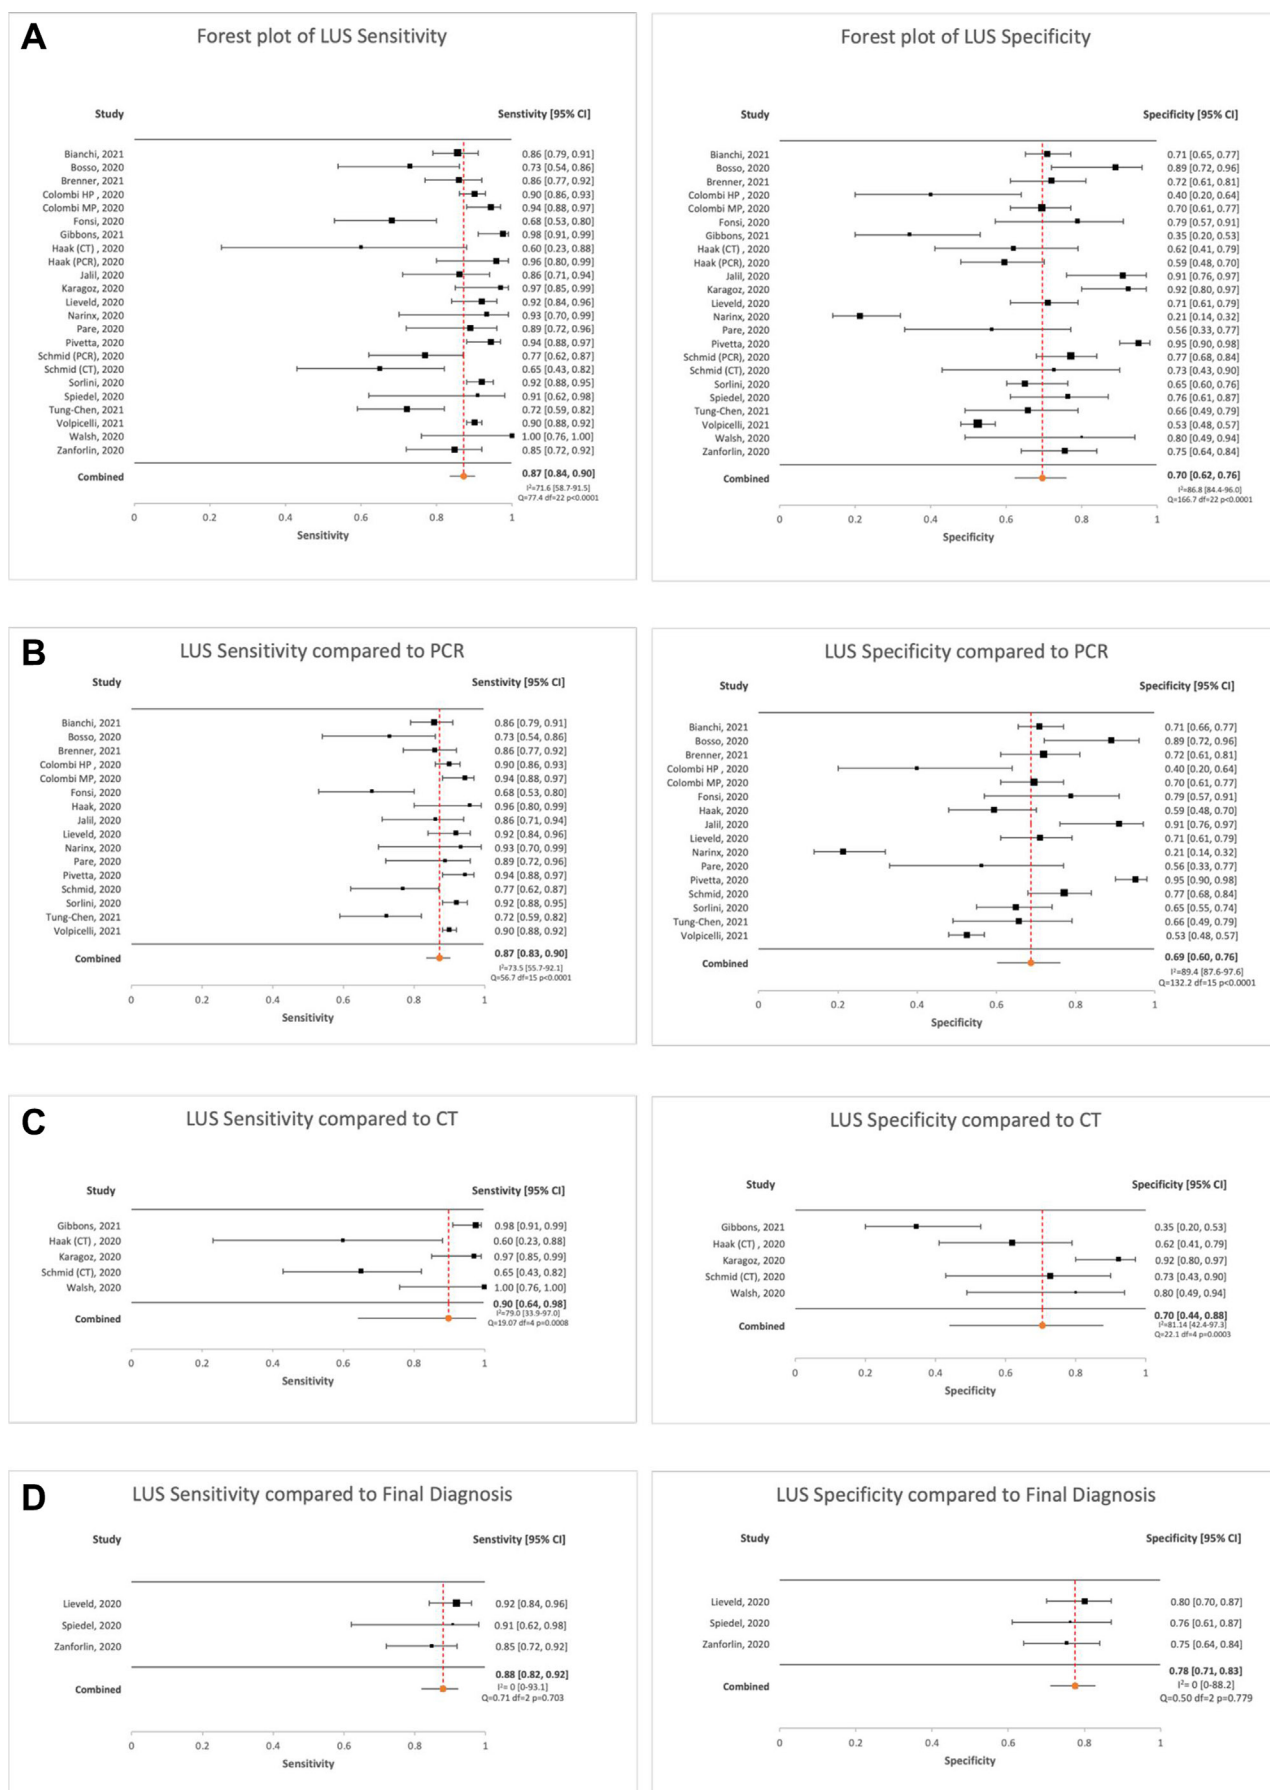 A
Forest plot of LUS Sensitivity
Study Senstivity [95% CI]
Bianchi, 2021 0.86 [0.79, 0.91]
Bosso, 2020 0.73 [0.54, 0.86]
Brenner, 2021 0.86 [0.77, 0.92]
Colombi HP , 2020 0.90 [0.86, 0.93]
Colombi MP, 2020 0.94 [0.88, 0.97]
Fonsi, 2020 0.68 [0.53, 0.80]
Gibbons, 2021 0.98 [0.91, 0.99]
Haak (CT) , 2020 0.60 [0.23, 0.88]
Haak (PCR), 2020 0.96 [0.80, 0.99]
Jalil, 2020 0.86 [0.71, 0.94]
Karagoz, 2020 0.97 [0.85, 0.99]
Lieveld, 2020 0.92 [0.84, 0.96]
Narinx, 2020 0.93 [0.70, 0.99]
Pare, 2020 0.89 [0.72, 0.96]
Pivetta, 2020 0.94 [0.88, 0.97]
Schmid (PCR), 2020 0.77 [0.62, 0.87]
Schmid (CT), 2020 0.65 [0.43, 0.82]
Sorlini, 2020 0.92 [0.88, 0.95]
Spiedel, 2020 0.91 [0.62, 0.98]
Tung-Chen, 2021 0.72 [0.59, 0.82]
Volpicelli, 2021 0.90 [0.88, 0.92]
Walsh, 2020 1.00 [0.76, 1.00]
Zanforlin, 2020 0.85 [0.72, 0.92]
Combined 0.87 [0.84, 0.90]
I²=71.6 [58.7-91.5]
Q=77.4 df=22 p<0.0001
0 0.2 0.4 0.6 0.8 1
Sensitivity
Forest plot of LUS Specificity
Study Specificity [95% CI]
Bianchi, 2021 0.71 [0.65, 0.77]
Bosso, 2020 0.89 [0.72, 0.96]
Brenner, 2021 0.72 [0.61, 0.81]
Colombi HP , 2020 0.40 [0.20, 0.64]
Colombi MP, 2020 0.70 [0.61, 0.77]
Fonsi, 2020 0.79 [0.57, 0.91]
Gibbons, 2021 0.35 [0.20, 0.53]
Haak (CT) , 2020 0.62 [0.41, 0.79]
Haak (PCR), 2020 0.59 [0.48, 0.70]
Jalil, 2020 0.91 [0.76, 0.97]
Karagoz, 2020 0.92 [0.80, 0.97]
Lieveld, 2020 0.71 [0.61, 0.79]
Narinx, 2020 0.21 [0.14, 0.32]
Pare, 2020 0.56 [0.33, 0.77]
Pivetta, 2020 0.95 [0.90, 0.98]
Schmid (PCR), 2020 0.77 [0.68, 0.84]
Schmid (CT), 2020 0.73 [0.43, 0.90]
Sorlini, 2020 0.65 [0.60, 0.76]
Spiedel, 2020 0.76 [0.61, 0.87]
Tung-Chen, 2021 0.66 [0.49, 0.79]
Volpicelli, 2021 0.53 [0.48, 0.57]
Walsh, 2020 0.80 [0.49, 0.94]
Zanforlin, 2020 0.75 [0.64, 0.84]
Combined 0.70 [0.62, 0.76]
I²=86.8 [84.4-96.0]
Q=166.7 df=22 p<0.0001
0 0.2 0.4 0.6 0.8 1
Specificity
B
LUS Sensitivity compared to PCR
Study Senstivity [95% CI]
Bianchi, 2021 0.86 [0.79, 0.91]
Bosso, 2020 0.73 [0.54, 0.86]
Brenner, 2021 0.86 [0.77, 0.92]
Colombi HP , 2020 0.90 [0.86, 0.93]
Colombi MP, 2020 0.94 [0.88, 0.97]
Fonsi, 2020 0.68 [0.53, 0.80]
Haak, 2020 0.96 [0.80, 0.99]
Jalil, 2020 0.86 [0.71, 0.94]
Lieveld, 2020 0.92 [0.84, 0.96]
Narinx, 2020 0.93 [0.70, 0.99]
Pare, 2020 0.89 [0.72, 0.96]
Pivetta, 2020 0.94 [0.88, 0.97]
Schmid, 2020 0.77 [0.62, 0.87]
Sorlini, 2020 0.92 [0.88, 0.95]
Tung-Chen, 2021 0.72 [0.59, 0.82]
Volpicelli, 2021 0.90 [0.88, 0.92]
Combined 0.87 [0.83, 0.90]
I²=73.5 [55.7-92.1]
Q=56.7 df=15 p<0.0001
0 0.2 0.4 0.6 0.8 1
Sensitivity
LUS Specificity compared to PCR
Study Specificity [95% CI]
Bianchi, 2021 0.71 [0.66, 0.77]
Bosso, 2020 0.89 [0.72, 0.96]
Brenner, 2021 0.72 [0.61, 0.81]
Colombi HP , 2020 0.40 [0.20, 0.64]
Colombi MP, 2020 0.70 [0.61, 0.77]
Fonsi, 2020 0.79 [0.57, 0.91]
Haak, 2020 0.59 [0.48, 0.70]
Jalil, 2020 0.91 [0.76, 0.97]
Lieveld, 2020 0.71 [0.61, 0.79]
Narinx, 2020 0.21 [0.14, 0.32]
Pare, 2020 0.56 [0.33, 0.77]
Pivetta, 2020 0.95 [0.90, 0.98]
Schmid, 2020 0.77 [0.68, 0.84]
Sorlini, 2020 0.65 [0.55, 0.74]
Tung-Chen, 2021 0.66 [0.49, 0.79]
Volpicelli, 2021 0.53 [0.48, 0.57]
Combined 0.69 [0.60, 0.76]
I²=89.4 [87.6-97.6]
Q=132.2 df=15 p<0.0001
0 0.2 0.4 0.6 0.8 1
Specificity
C
LUS Sensitivity compared to CT
Study Senstivity [95% CI]
Gibbons, 2021 0.98 [0.91, 0.99]
Haak (CT) , 2020 0.60 [0.23, 0.88]
Karagoz, 2020 0.97 [0.85, 0.99]
Schmid (CT), 2020 0.65 [0.43, 0.82]
Walsh, 2020 1.00 [0.76, 1.00]
Combined 0.90 [0.64, 0.98]
I²=79.0 [33.9-97.0]
Q=19.07 df=4 p=0.0008
0 0.2 0.4 0.6 0.8 1
Sensitivity
LUS Specificity compared to CT
Study Specificity [95% CI]
Gibbons, 2021 0.35 [0.20, 0.53]
Haak (CT) , 2020 0.62 [0.41, 0.79]
Karagoz, 2020 0.92 [0.80, 0.97]
Schmid (CT), 2020 0.73 [0.43, 0.90]
Walsh, 2020 0.80 [0.49, 0.94]
Combined 0.70 [0.44, 0.88]
I²=81.14 [42.4-97.3]
Q=22.1 df=4 p=0.0003
0 0.2 0.4 0.6 0.8 1
Specificity
D
LUS Sensitivity compared to Final Diagnosis
Study Senstivity [95% CI]
Lieveld, 2020 0.92 [0.84, 0.96]
Spiedel, 2020 0.91 [0.62, 0.98]
Zanforlin, 2020 0.85 [0.72, 0.92]
Combined 0.88 [0.82, 0.92]
I²= 0 [0-93.1]
Q=0.71 df=2 p=0.703
0 0.2 0.4 0.6 0.8 1
Sensitivity
LUS Specificity compared to Final Diagnosis
Study Specificity [95% CI]
Lieveld, 2020 0.80 [0.70, 0.87]
Spiedel, 2020 0.76 [0.61, 0.87]
Zanforlin, 2020 0.75 [0.64, 0.84]
Combined 0.78 [0.71, 0.83]
I²= 0 [0-88.2]
Q=0.50 df=2 p=0.779
0 0.2 0.4 0.6 0.8 1
Specificity